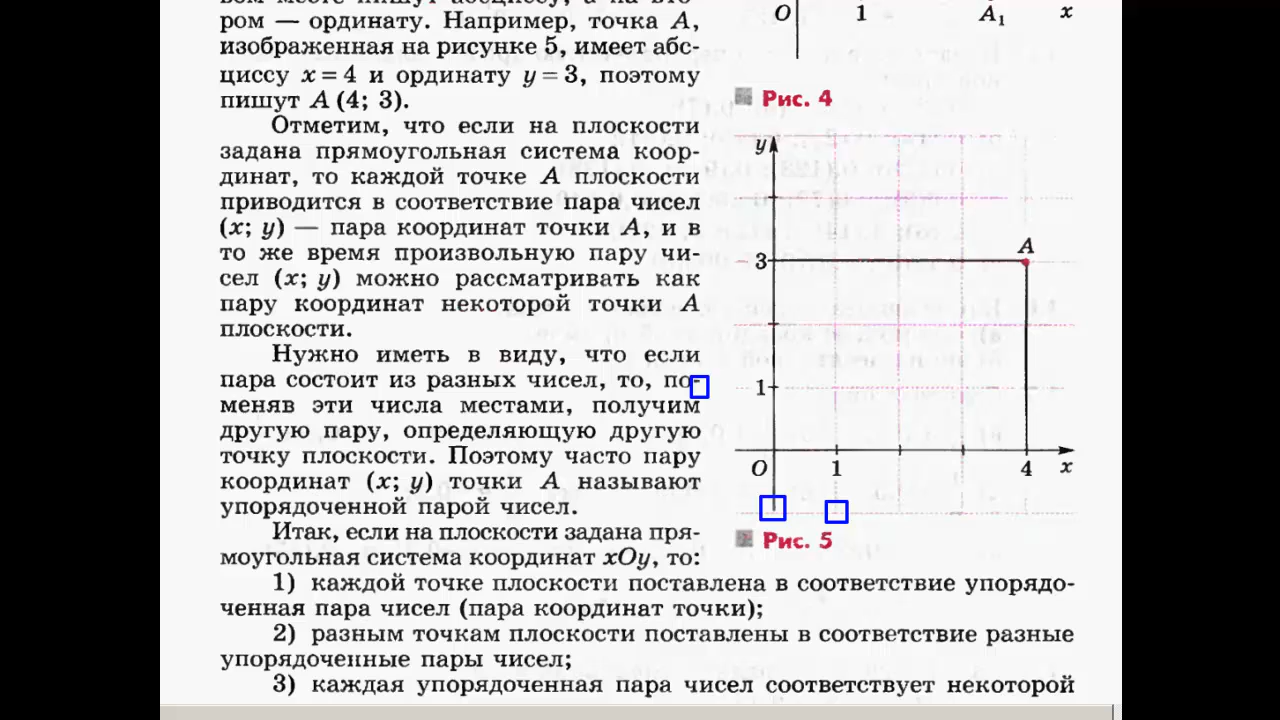 ром — ординату. Например, точка A,
изображенная на рисунке 5, имеет абс-
циссу x = 4 и ординату y = 3, поэтому
пишут A (4; 3).
Отметим, что если на плоскости
задана прямоугольная система коор-
динат, то каждой точке A плоскости
приводится в соответствие пара чисел
(x; y) — пара координат точки A, и в
то же время произвольную пару чи-
сел (x; y) можно рассматривать как
пару координат некоторой точки A
плоскости.
Нужно иметь в виду, что если
пара состоит из разных чисел, то, по-
меняв эти числа местами, получим
другую пару, определяющую другую
точку плоскости. Поэтому часто пару
координат (x; y) точки A называют
упорядоченной парой чисел.
Итак, если на плоскости задана пря-
моугольная система координат xOy, то:
1) каждой точке плоскости поставлена в соответствие упорядо-
ченная пара чисел (пара координат точки);
2) разным точкам плоскости поставлены в соответствие разные
упорядоченные пары чисел;
3) каждая упорядоченная пара чисел соответствует некоторой
O 1 A₁ x
Рис. 4
y
A
3
1
O 1 4 x
Рис. 5